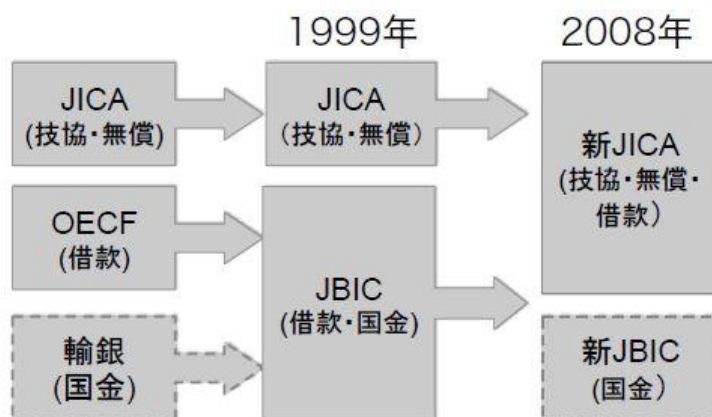 1999年
2008年
JICA
(技協・無償)
JICA
（技協・無償）
新JICA
(技協・無償・
借款）
OECF
(借款)
JBIC
(借款・国金)
輸銀
(国金)
新JBIC
(国金）